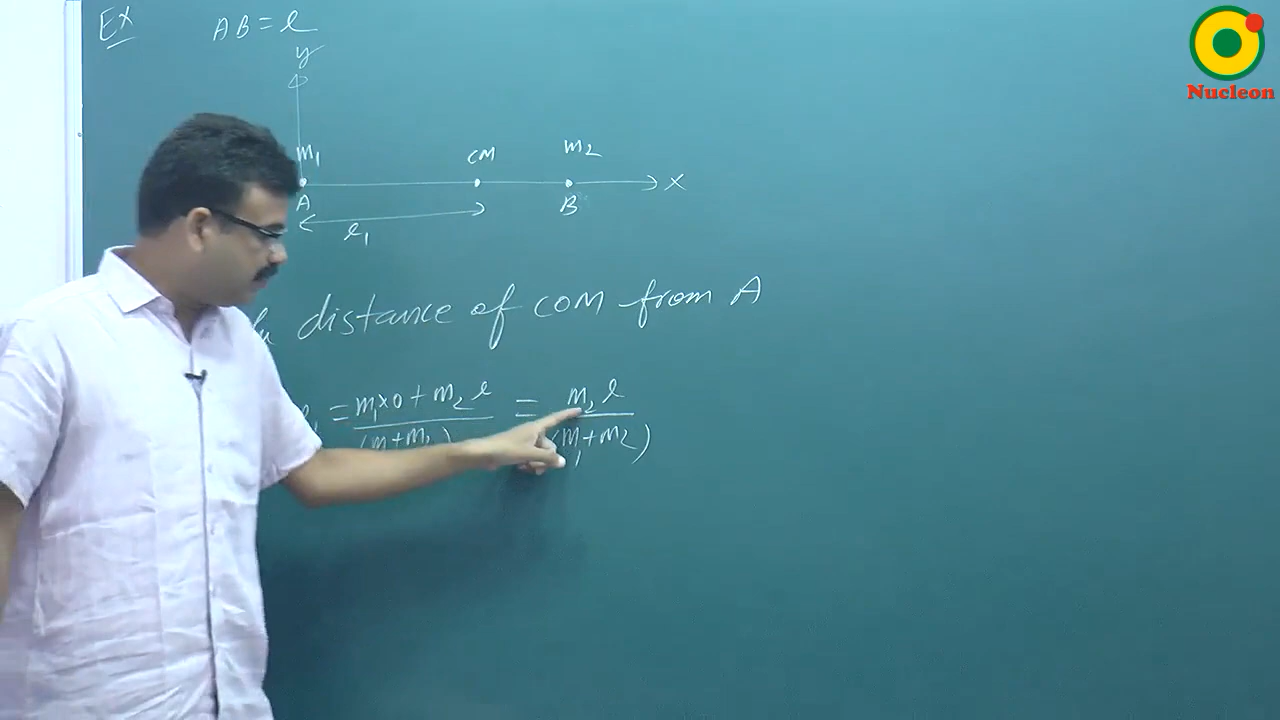 Ex AB = l
y
Nucleon
m₁ CM m₂
x
A B
l₁
distance of COM from A
= m₁×0 + m₂ l / (m₁+m₂) = m₂ l / (m₁+m₂)